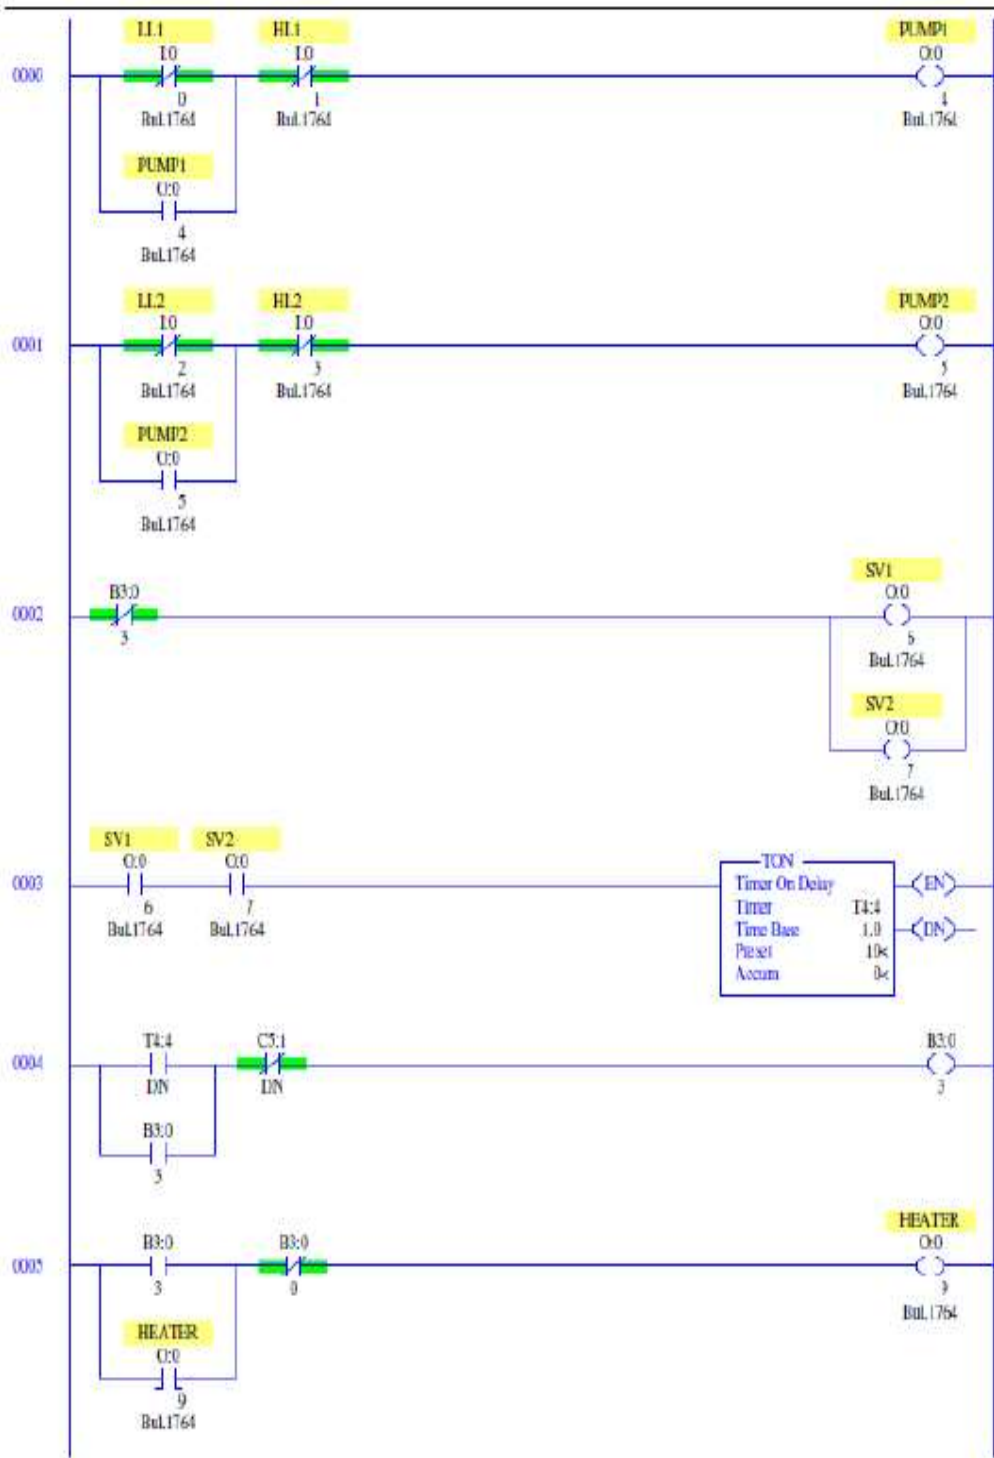 LL1 HL1 PUMP1
I:0 I:0 O:0
0000
0 1 4
Bul.1764 Bul.1764 Bul.1764
PUMP1
O:0
4
Bul.1764
LL2 HL2 PUMP2
I:0 I:0 O:0
0001
2 3 5
Bul.1764 Bul.1764 Bul.1764
PUMP2
O:0
5
Bul.1764
SV1
B3:0 O:0
0002
3 6
Bul.1764
SV2
O:0
7
Bul.1764
SV1 SV2
O:0 O:0 TON
0003 Timer On Delay EN
6 7 Timer T4:4
Bul.1764 Bul.1764 Time Base 1.0 DN
Preset 10<
Accum 0<
T4:4 C5:1 B3:0
0004
DN DN 3
B3:0
3
HEATER
B3:0 B3:0 O:0
0005
3 0 9
Bul.1764
HEATER
O:0
9
Bul.1764